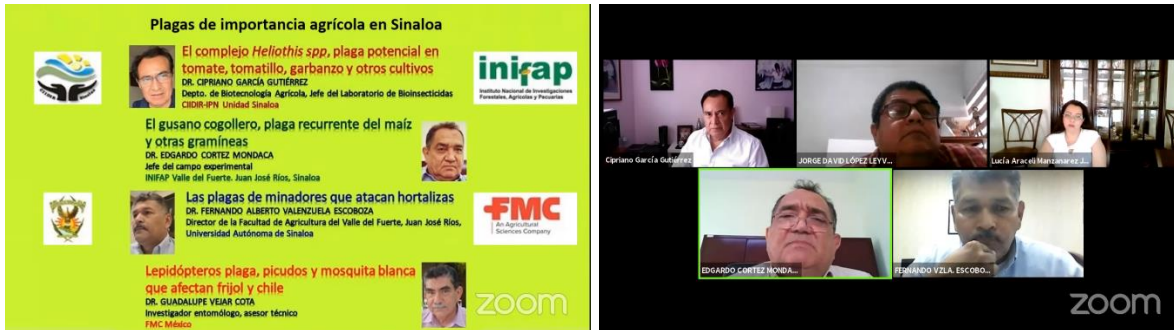 Plagas de importancia agrícola en Sinaloa
El complejo Heliothis spp, plaga potencial en
tomate, tomatillo, garbanzo y otros cultivos
DR. CIPRIANO GARCÍA GUTIÉRREZ
Depto. de Biotecnología Agrícola, Jefe del Laboratorio de Bioinsecticidas
CIIDIR-IPN Unidad Sinaloa
inifap
Instituto Nacional de Investigaciones
Forestales, Agrícolas y Pecuarias
El gusano cogollero, plaga recurrente del maíz
y otras gramíneas
DR. EDGARDO CORTEZ MONDACA
Jefe del campo experimental
INIFAP Valle del Fuerte. Juan José Ríos, Sinaloa
Las plagas de minadores que atacan hortalizas
DR. FERNANDO ALBERTO VALENZUELA ESCOBOZA
Director de la Facultad de Agricultura del Valle del Fuerte, Juan José Ríos,
Universidad Autónoma de Sinaloa
FMC
An Agricultural
Sciences Company
Lepidópteros plaga, picudos y mosquita blanca
que afectan frijol y chile
DR. GUADALUPE VEJAR COTA
Investigador entomólogo, asesor técnico
FMC México
zoom
Cipriano García Gutiérrez
JORGE DAVID LÓPEZ LEYV...
Lucía Araceli Manzanarez J...
EDGARDO CORTEZ MONDA...
FERNANDO VZLA. ESCOBO...
zoom